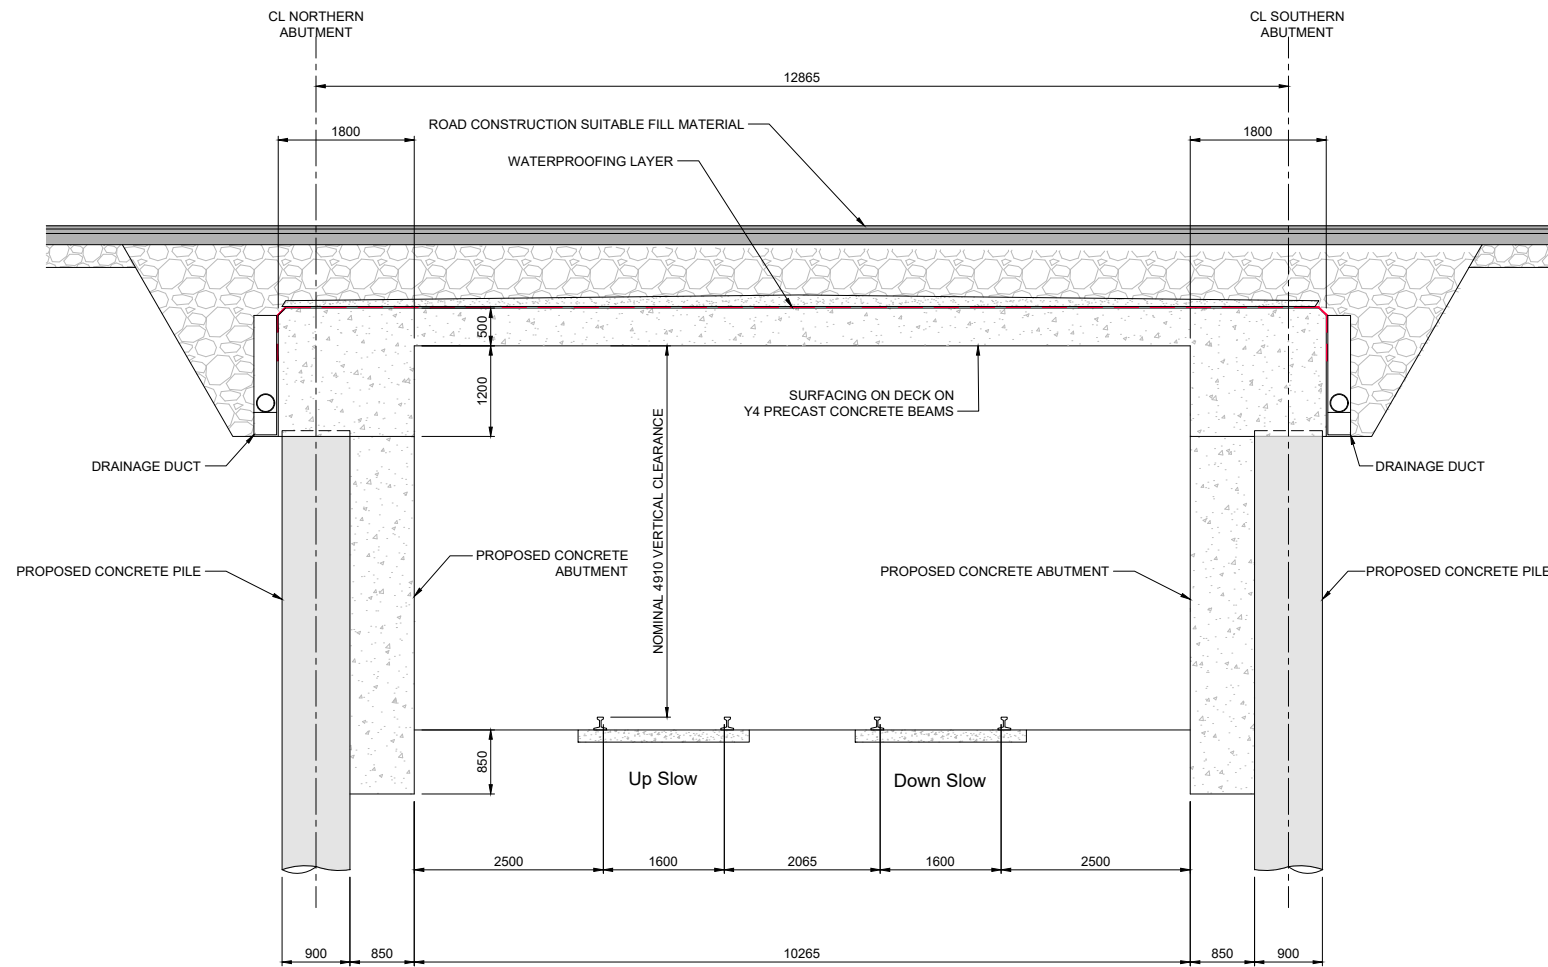 CL NORTHERN
ABUTMENT
CL SOUTHERN
ABUTMENT
12865
ROAD CONSTRUCTION SUITABLE FILL MATERIAL
1800
1800
WATERPROOFING LAYER
500
1200
SURFACING ON DECK ON
Y4 PRECAST CONCRETE BEAMS
NOMINAL 4910 VERTICAL CLEARANCE
DRAINAGE DUCT
DRAINAGE DUCT
PROPOSED CONCRETE
ABUTMENT
PROPOSED CONCRETE PILE
PROPOSED CONCRETE ABUTMENT
PROPOSED CONCRETE PILE
850
Up Slow
Down Slow
2500
1600
2065
1600
2500
900
850
10265
850
900